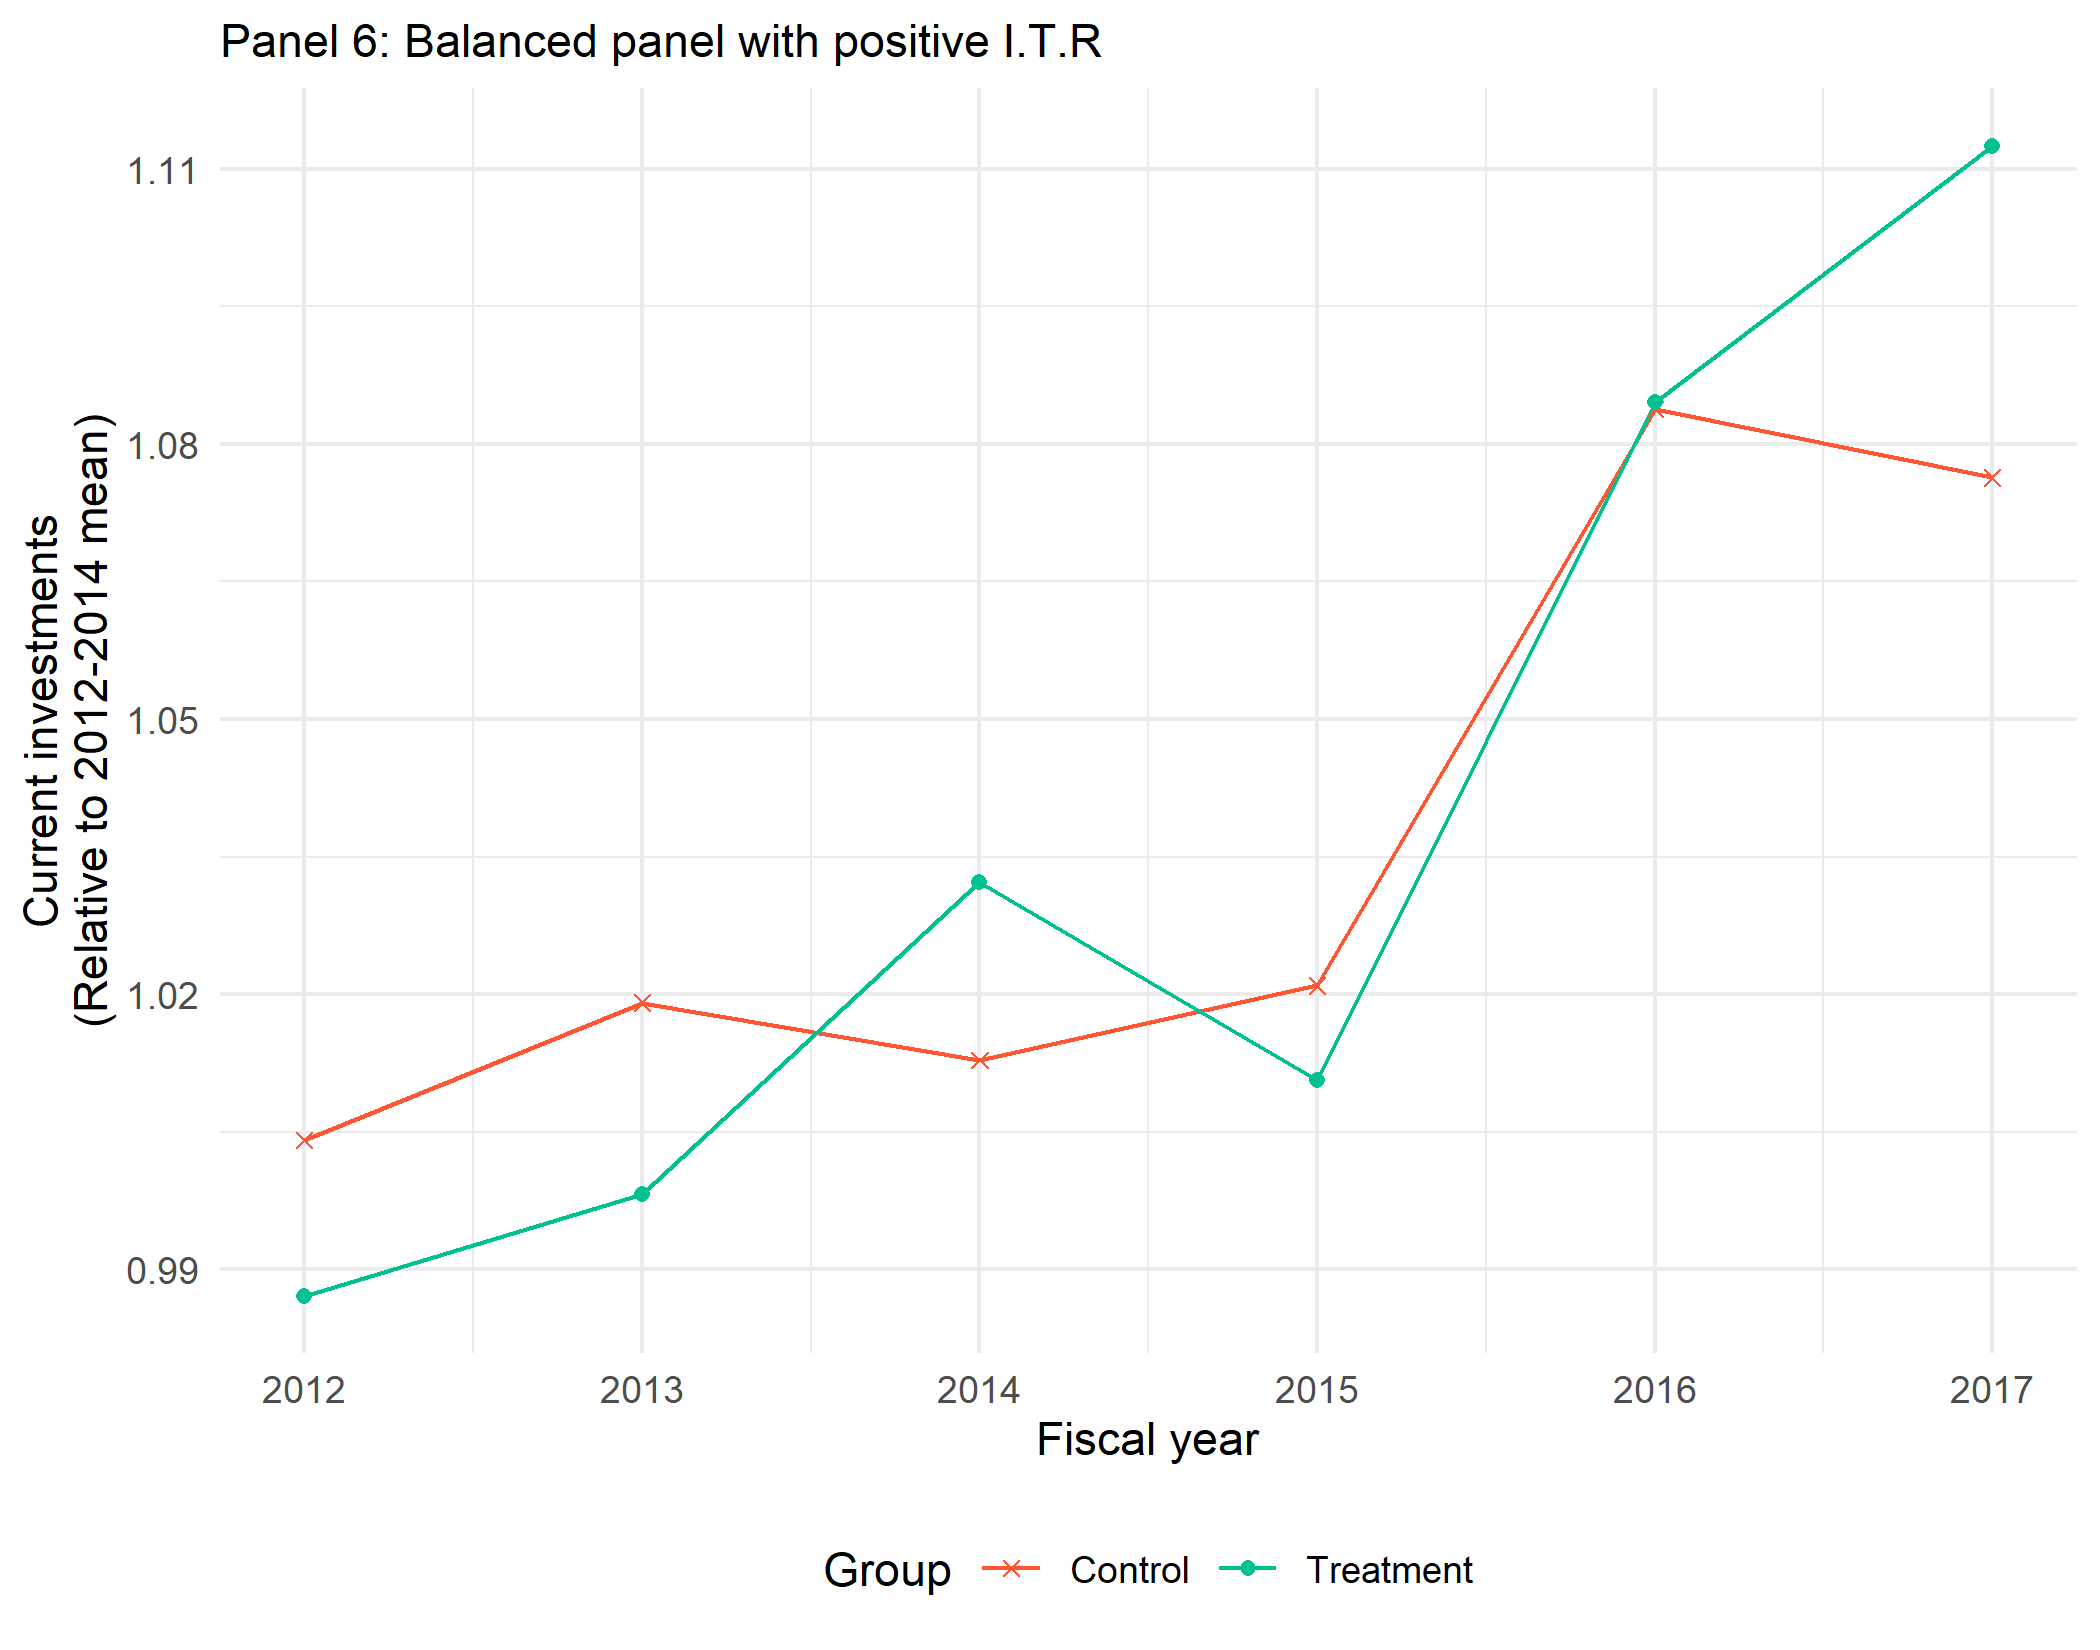 Panel 6: Balanced panel with positive I.T.R
Current investments
(Relative to 2012-2014 mean)
1.11
1.08
1.05
1.02
0.99
2012 2013 2014 2015 2016 2017
Fiscal year
Group Control Treatment